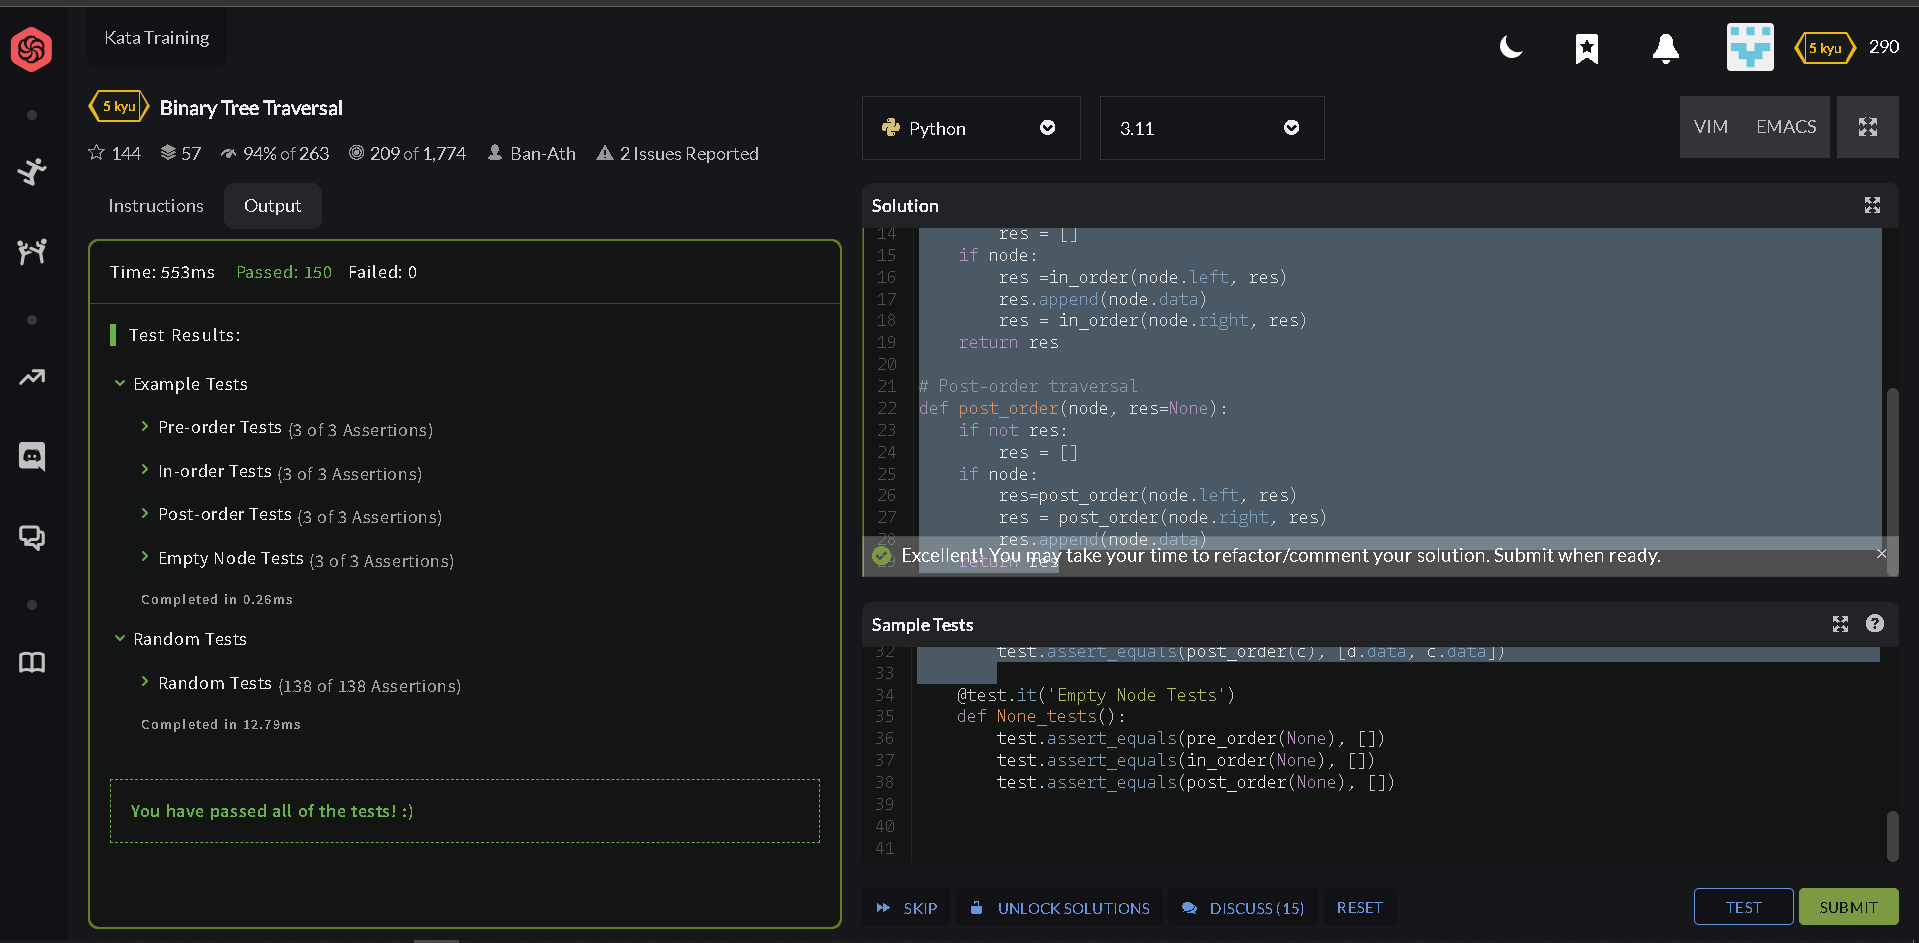 Kata Training
5 kyu
290
5 kyu Binary Tree Traversal
144 57 94% of 263 209 of 1,774 Ban-Ath 2 Issues Reported
Instructions Output
Time: 553ms Passed: 150 Failed: 0
Test Results:
Example Tests
Pre-order Tests (3 of 3 Assertions)
In-order Tests (3 of 3 Assertions)
Post-order Tests (3 of 3 Assertions)
Empty Node Tests (3 of 3 Assertions)
Completed in 0.26ms
Random Tests
Random Tests (138 of 138 Assertions)
Completed in 12.79ms
You have passed all of the tests! :)
Python 3.11
VIM EMACS
Solution
14 res = []
15 if node:
16 res =in_order(node.left, res)
17 res.append(node.data)
18 res = in_order(node.right, res)
19 return res
20
21 # Post-order traversal
22 def post_order(node, res=None):
23 if not res:
24 res = []
25 if node:
26 res=post_order(node.left, res)
27 res = post_order(node.right, res)
28 res.append(node.data)
29 return res
Excellent! You may take your time to refactor/comment your solution. Submit when ready.
Sample Tests
32 test.assert_equals(post_order(c), [d.data, c.data])
33
34 @test.it('Empty Node Tests')
35 def None_tests():
36 test.assert_equals(pre_order(None), [])
37 test.assert_equals(in_order(None), [])
38 test.assert_equals(post_order(None), [])
39
40
41
SKIP UNLOCK SOLUTIONS DISCUSS (15) RESET TEST SUBMIT